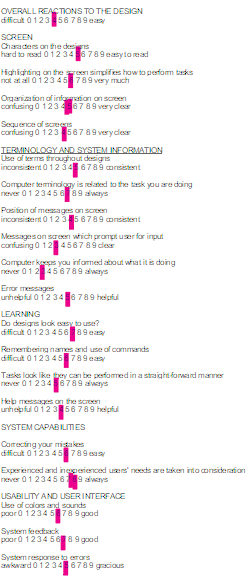 OVERALL REACTIONS TO THE DESIGN
difficult 0 1 2 3 4 5 6 7 8 9 easy
SCREEN
Characters on the designs
hard to read 0 1 2 3 4 5 6 7 8 9 easy to read
Highlighting on the screen simplifies how to perform tasks
not at all 0 1 2 3 4 5 6 7 8 9 very much
Organization of information on screen
confusing 0 1 2 3 4 5 6 7 8 9 very clear
Sequence of screens
confusing 0 1 2 3 4 5 6 7 8 9 very clear
TERMINOLOGY AND SYSTEM INFORMATION
Use of terms throughout designs
inconsistent 0 1 2 3 4 5 6 7 8 9 consistent
Computer terminology is related to the task you are doing
never 0 1 2 3 4 5 6 7 8 9 always
Position of messages on screen
inconsistent 0 1 2 3 4 5 6 7 8 9 consistent
Messages on screen which prompt user for input
confusing 0 1 2 3 4 5 6 7 8 9 clear
Computer keeps you informed about what it is doing
never 0 1 2 3 4 5 6 7 8 9 always
Error messages
unhelpful 0 1 2 3 4 5 6 7 8 9 helpful
LEARNING
Do designs look easy to use?
difficult 0 1 2 3 4 5 6 7 8 9 easy
Remembering names and use of commands
difficult 0 1 2 3 4 5 6 7 8 9 easy
Tasks look like they can be performed in a straight-forward manner
never 0 1 2 3 4 5 6 7 8 9 always
Help messages on the screen
unhelpful 0 1 2 3 4 5 6 7 8 9 helpful
SYSTEM CAPABILITIES
Correcting your mistakes
difficult 0 1 2 3 4 5 6 7 8 9 easy
Experienced and inexperienced users' needs are taken into consideration
never 0 1 2 3 4 5 6 7 8 9 always
USABILITY AND USER INTERFACE
Use of colors and sounds
poor 0 1 2 3 4 5 6 7 8 9 good
System feedback
poor 0 1 2 3 4 5 6 7 8 9 good
System response to errors
awkward 0 1 2 3 4 5 6 7 8 9 gracious